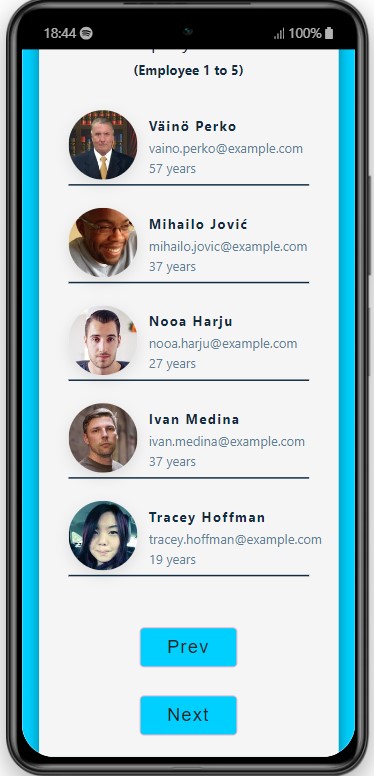 18:44
100%
(Employee 1 to 5)
Väinö Perko
vaino.perko@example.com
57 years
Mihailo Jović
mihailo.jovic@example.com
37 years
Nooa Harju
nooa.harju@example.com
27 years
Ivan Medina
ivan.medina@example.com
37 years
Tracey Hoffman
tracey.hoffman@example.com
19 years
Prev
Next